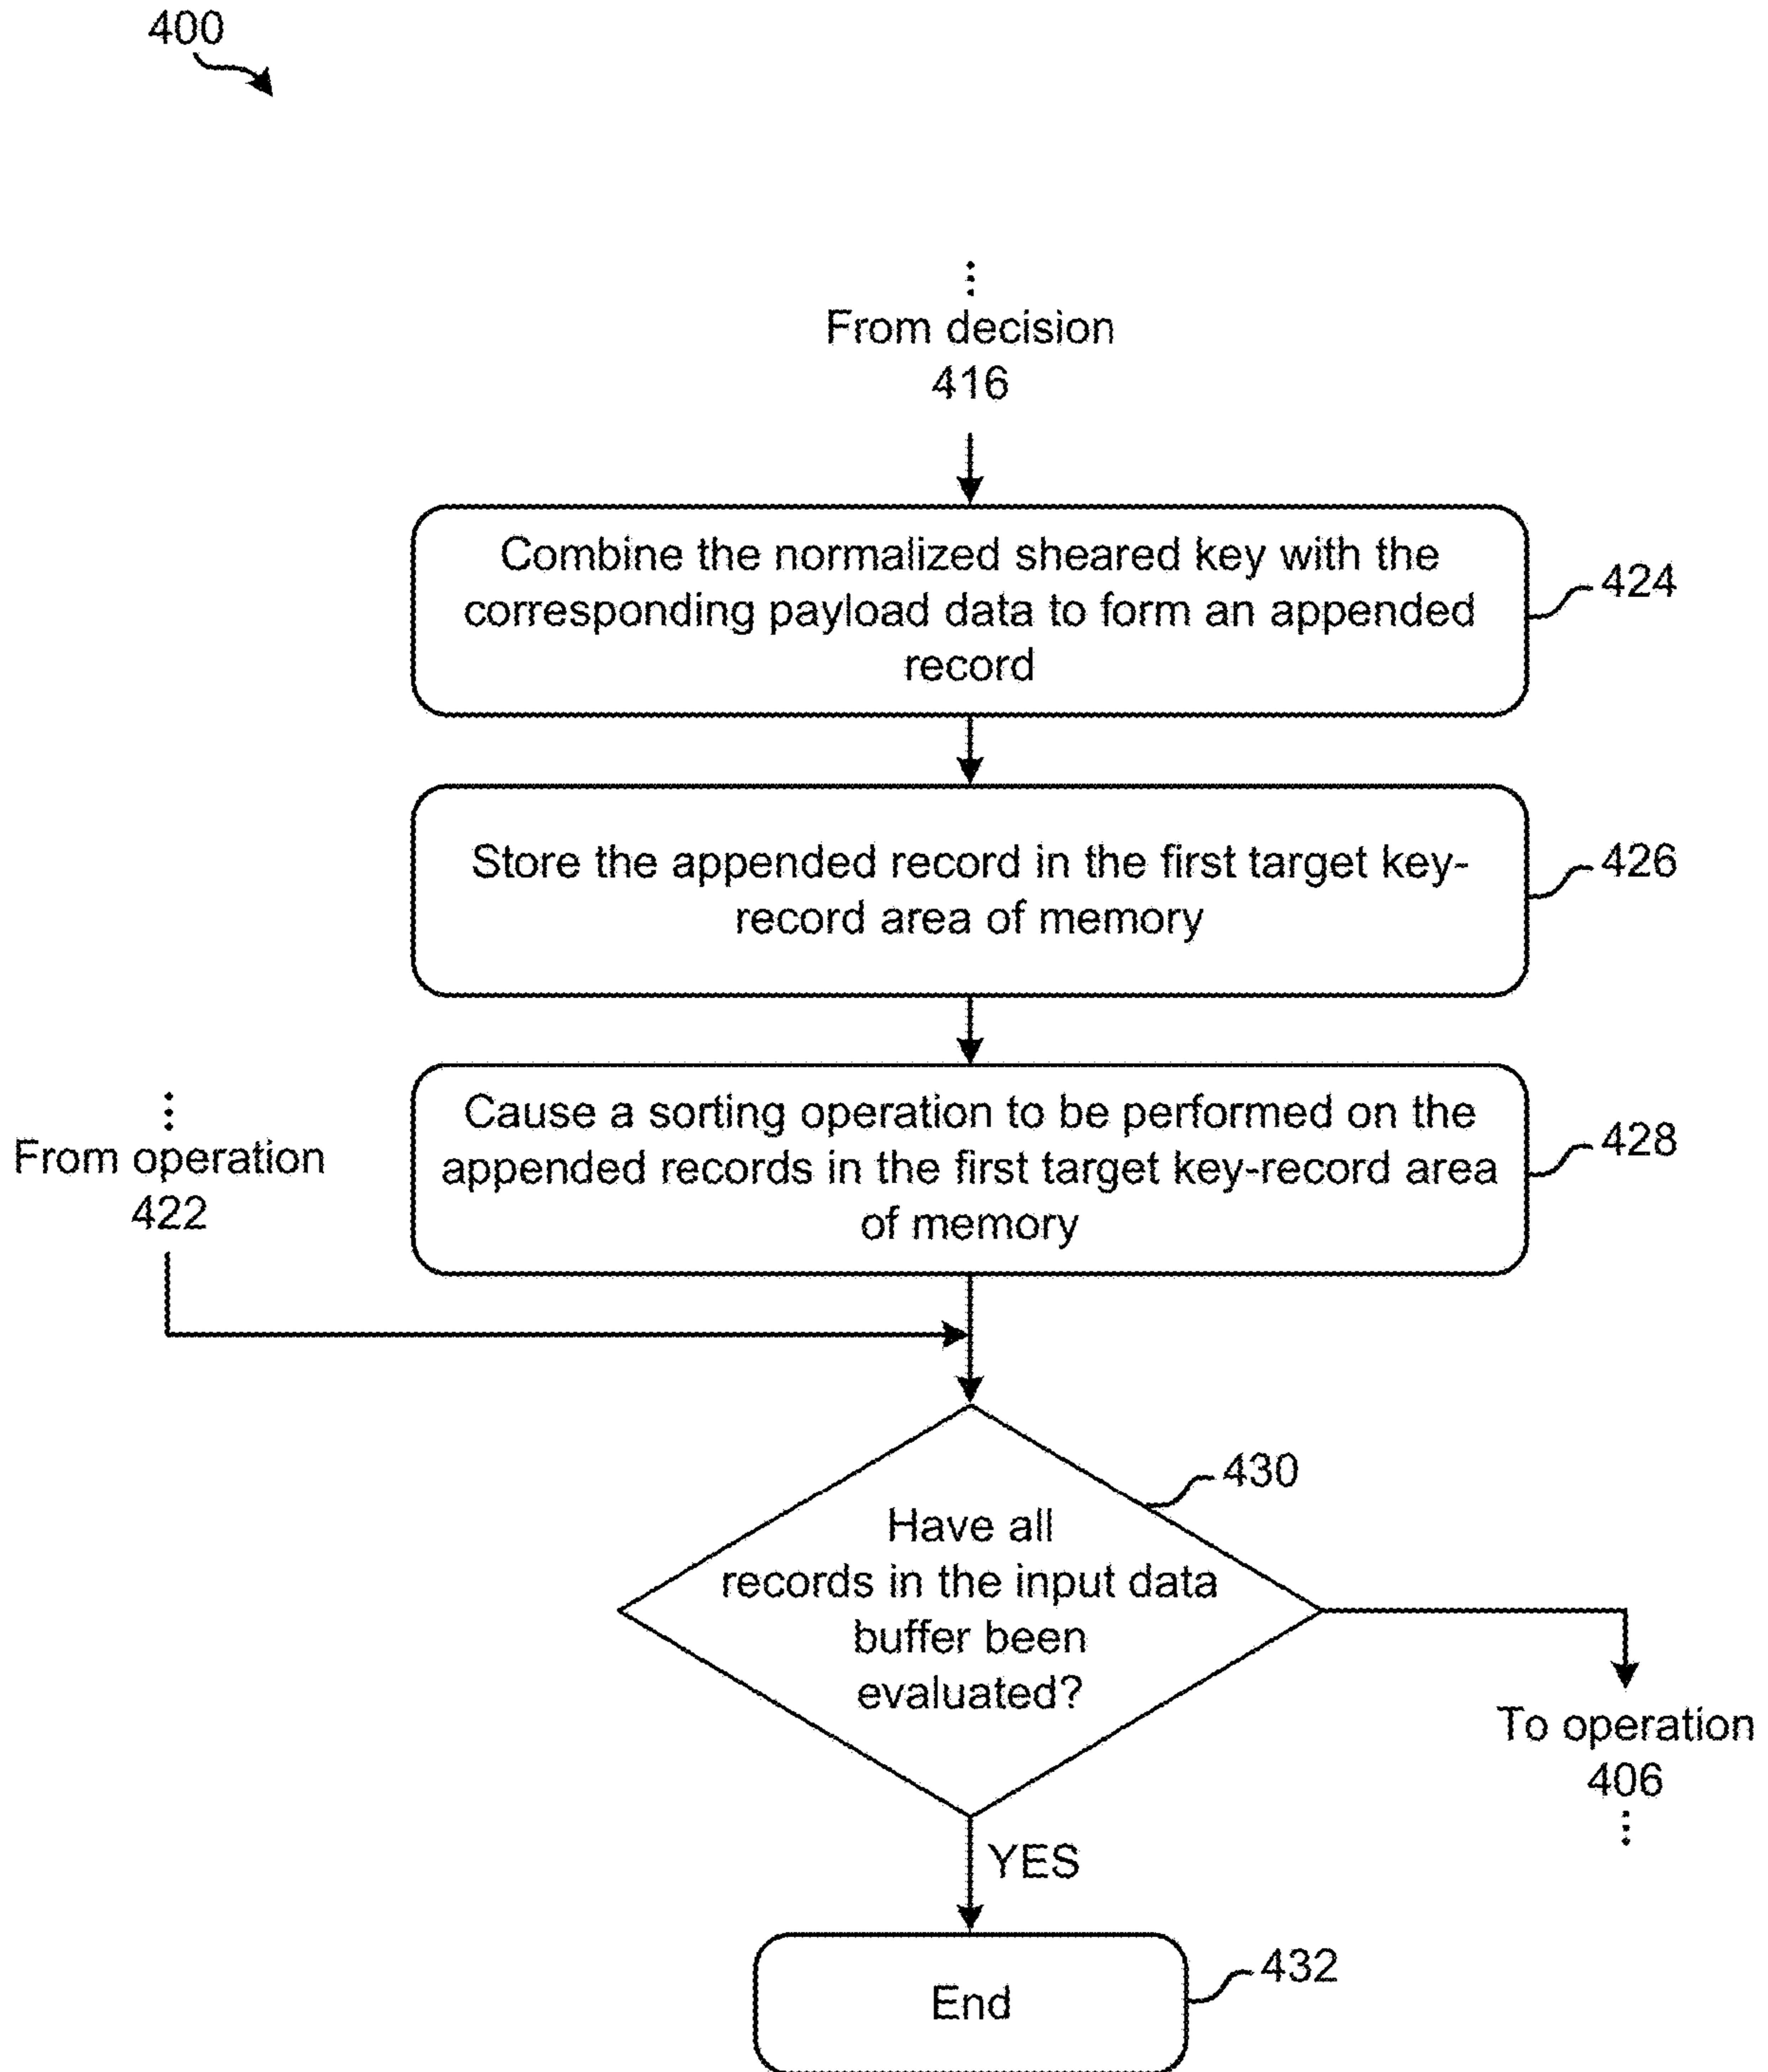 400
From decision
416
Combine the normalized sheared key with the
corresponding payload data to form an appended
record
424
Store the appended record in the first target key-
record area of memory
426
Cause a sorting operation to be performed on the
appended records in the first target key-record area
of memory
428
From operation
422
430
Have all
records in the input data
buffer been
evaluated?
To operation
406
YES
End
432